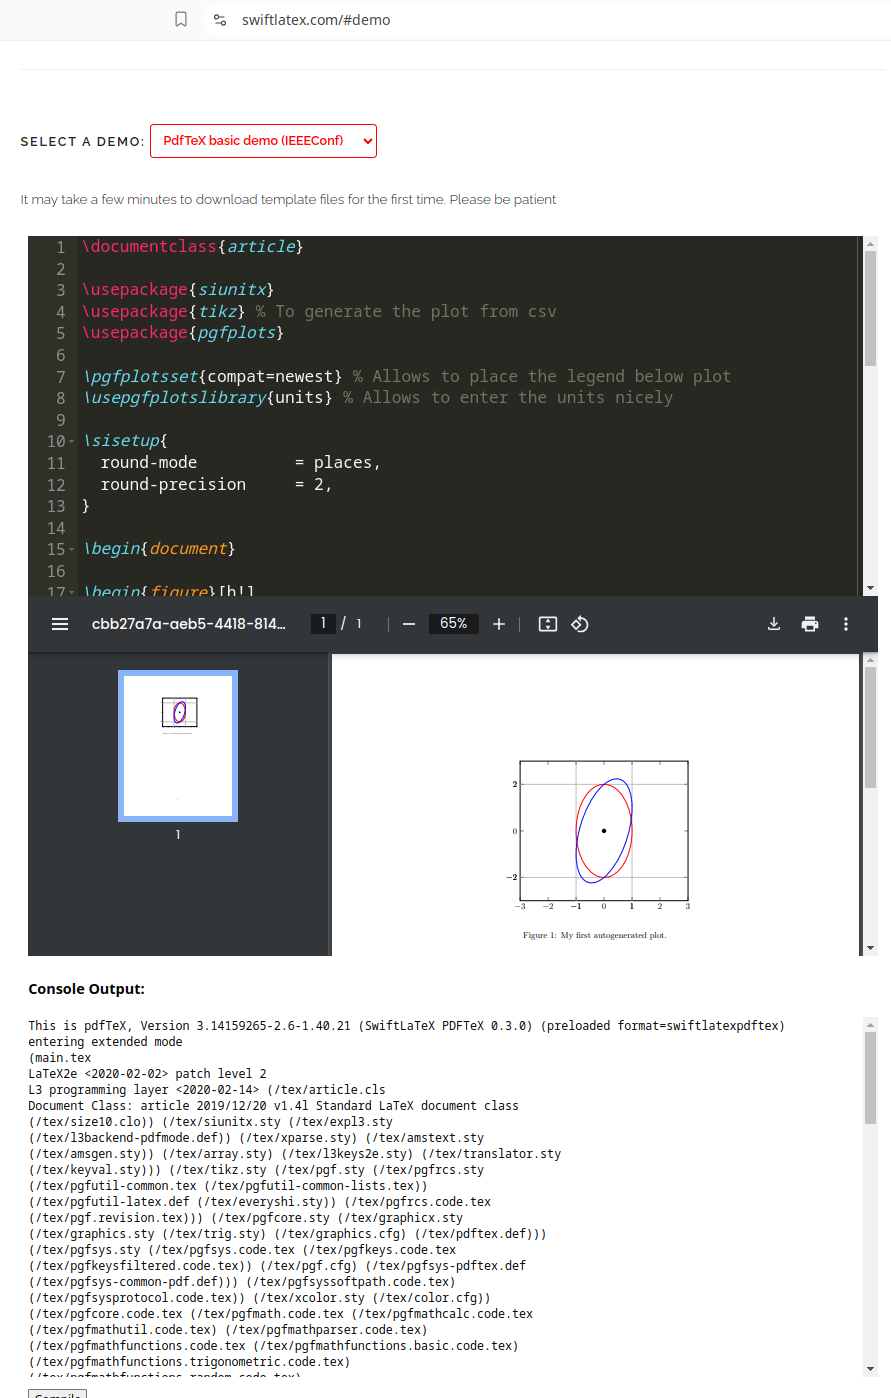 swiftlatex.com/#demo
SELECT A DEMO: PdfTeX basic demo (IEEEConf)
It may take a few minutes to download template files for the first time. Please be patient
1 \documentclass{article}
2
3 \usepackage{siunitx}
4 \usepackage{tikz} % To generate the plot from csv
5 \usepackage{pgfplots}
6
7 \pgfplotsset{compat=newest} % Allows to place the legend below plot
8 \usepgfplotslibrary{units} % Allows to enter the units nicely
9
10 \sisetup{
11 round-mode = places,
12 round-precision = 2,
13 }
14
15 \begin{document}
16
17 \begin{figure}[h!]
cbb27a7a-aeb5-4418-814... 1 / 1 65%
1
2
0
−2
−3 −2 −1 0 1 2 3
Figure 1: My first autogenerated plot.
Console Output:
This is pdfTeX, Version 3.14159265-2.6-1.40.21 (SwiftLaTeX PDFTeX 0.3.0) (preloaded format=swiftlatexpdftex)
entering extended mode
(main.tex
LaTeX2e <2020-02-02> patch level 2
L3 programming layer <2020-02-14> (/tex/article.cls
Document Class: article 2019/12/20 v1.4l Standard LaTeX document class
(/tex/size10.clo)) (/tex/siunitx.sty (/tex/expl3.sty
(/tex/l3backend-pdfmode.def)) (/tex/xparse.sty) (/tex/amstext.sty
(/tex/amsgen.sty)) (/tex/array.sty) (/tex/l3keys2e.sty) (/tex/translator.sty
(/tex/keyval.sty))) (/tex/tikz.sty (/tex/pgf.sty (/tex/pgfrcs.sty
(/tex/pgfutil-common.tex (/tex/pgfutil-common-lists.tex))
(/tex/pgfutil-latex.def (/tex/everyshi.sty)) (/tex/pgfrcs.code.tex
(/tex/pgf.revision.tex))) (/tex/pgfcore.sty (/tex/graphicx.sty
(/tex/graphics.sty (/tex/trig.sty) (/tex/graphics.cfg) (/tex/pdftex.def)))
(/tex/pgfsys.sty (/tex/pgfsys.code.tex (/tex/pgfkeys.code.tex
(/tex/pgfkeysfiltered.code.tex)) (/tex/pgf.cfg) (/tex/pgfsys-pdftex.def
(/tex/pgfsys-common-pdf.def))) (/tex/pgfsyssoftpath.code.tex)
(/tex/pgfsysprotocol.code.tex)) (/tex/xcolor.sty (/tex/color.cfg))
(/tex/pgfcore.code.tex (/tex/pgfmath.code.tex (/tex/pgfmathcalc.code.tex
(/tex/pgfmathutil.code.tex) (/tex/pgfmathparser.code.tex)
(/tex/pgfmathfunctions.code.tex (/tex/pgfmathfunctions.basic.code.tex)
(/tex/pgfmathfunctions.trigonometric.code.tex)
(/tex/pgfmathfunctions.random.code.tex)
Compile